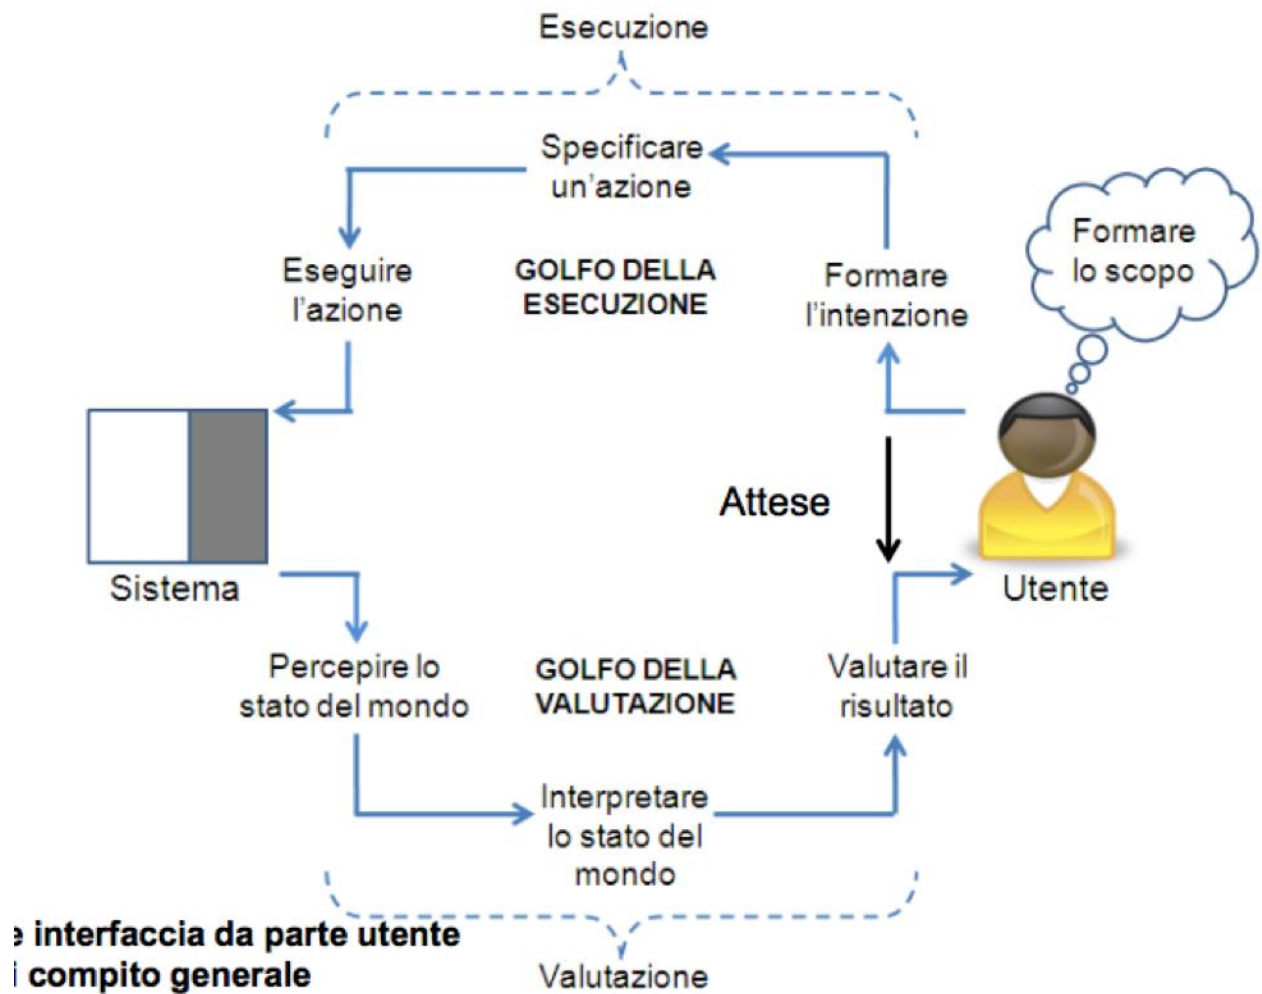 Esecuzione
Specificare
un'azione
Eseguire
l'azione
GOLFO DELLA
ESECUZIONE
Formare
l'intenzione
Formare
lo scopo
Attese
Sistema
Utente
Percepire lo
stato del mondo
GOLFO DELLA
VALUTAZIONE
Valutare il
risultato
Interpretare
lo stato del
mondo
e interfaccia da parte utente
i compito generale
Valutazione